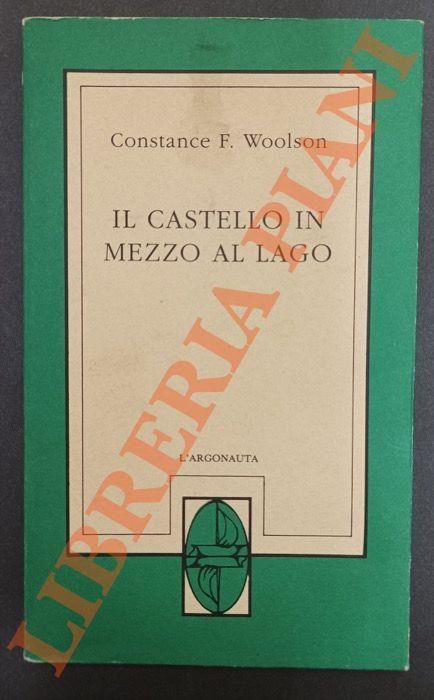 Constance F. Woolson
IL CASTELLO IN
MEZZO AL LAGO
L'ARGONAUTA
LIBRERIA PIANI